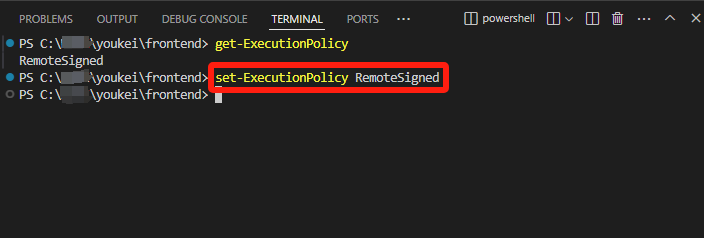 PROBLEMS OUTPUT DEBUG CONSOLE TERMINAL PORTS ··· powershell ···
PS C:\ \youkei\frontend> get-ExecutionPolicy
RemoteSigned
PS C:\ \youkei\frontend> set-ExecutionPolicy RemoteSigned
PS C:\ \youkei\frontend>